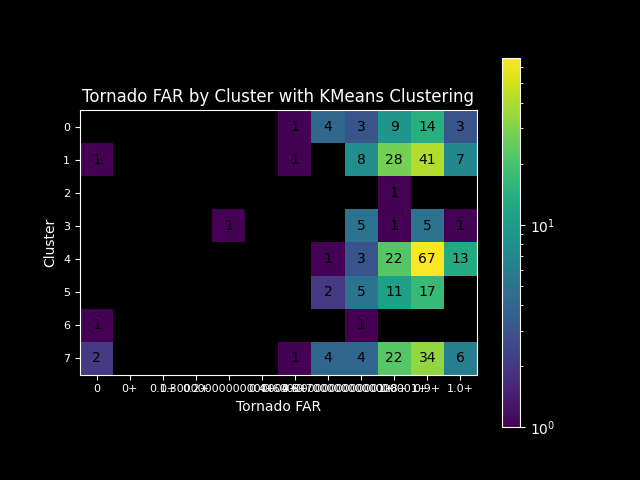 Tornado FAR by Cluster with KMeans Clustering
0 1 4 3 9 14 3
1 1 1 8 28 41 7
2 1
3 1 5 1 5 1
4 1 3 22 67 13
5 2 5 11 17
6 1 1
7 2 1 4 4 22 34 6
0 0+ 0.9+ 1.0+
Tornado FAR
Cluster
10¹
10⁰